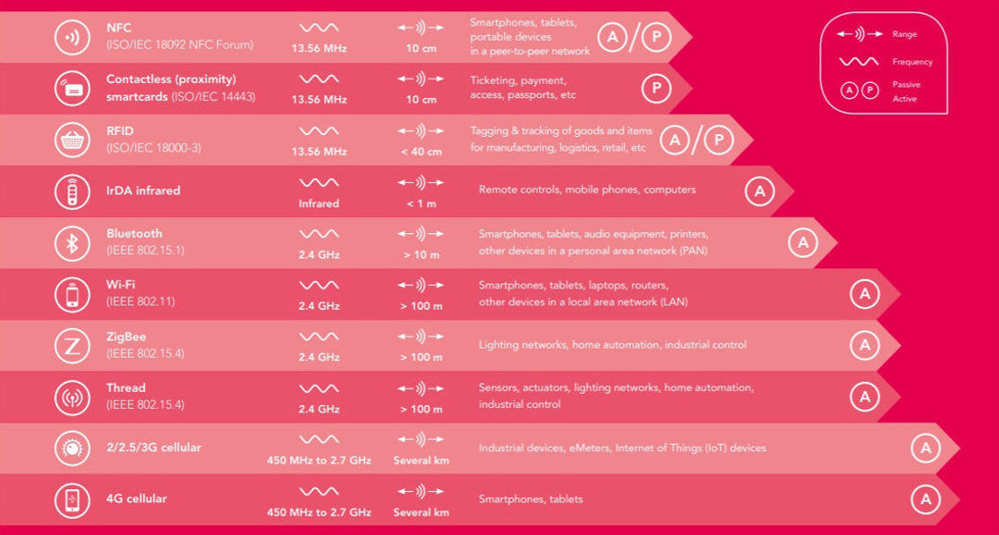 NFC
(ISO/IEC 18092 NFC Forum)
13.56 MHz
10 cm
Smartphones, tablets,
portable devices
in a peer-to-peer network
A/P
Contactless (proximity)
smartcards (ISO/IEC 14443)
13.56 MHz
10 cm
Ticketing, payment,
access, passports, etc
P
RFID
(ISO/IEC 18000-3)
13.56 MHz
< 40 cm
Tagging & tracking of goods and items
for manufacturing, logistics, retail, etc
A/P
IrDA infrared
Infrared
< 1 m
Remote controls, mobile phones, computers
A
Bluetooth
(IEEE 802.15.1)
2.4 GHz
> 10 m
Smartphones, tablets, audio equipment, printers,
other devices in a personal area network (PAN)
A
Wi-Fi
(IEEE 802.11)
2.4 GHz
> 100 m
Smartphones, tablets, laptops, routers,
other devices in a local area network (LAN)
A
Z
ZigBee
(IEEE 802.15.4)
2.4 GHz
> 100 m
Lighting networks, home automation, industrial control
A
Thread
(IEEE 802.15.4)
2.4 GHz
> 100 m
Sensors, actuators, lighting networks, home automation,
industrial control
A
2/2.5/3G cellular
450 MHz to 2.7 GHz
Several km
Industrial devices, eMeters, Internet of Things (IoT) devices
A
4G cellular
450 MHz to 2.7 GHz
Several km
Smartphones, tablets
A
Range
Frequency
A P
Passive
Active